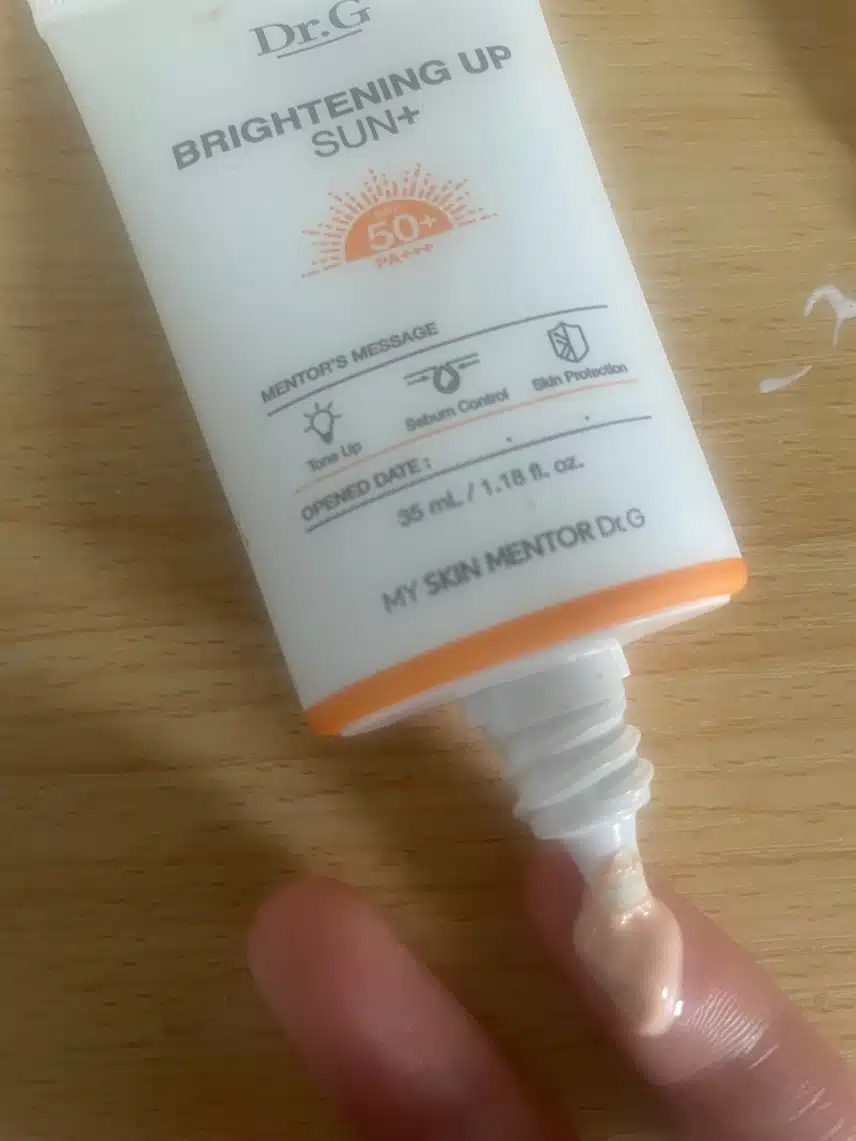 Dr.G
BRIGHTENING UP
SUN+
50+
PA+++
MENTOR'S MESSAGE
Tone Up
Sebum Control
Skin Protection
OPENED DATE :
35 mL / 1.18 fl. oz.
MY SKIN MENTOR Dr.G